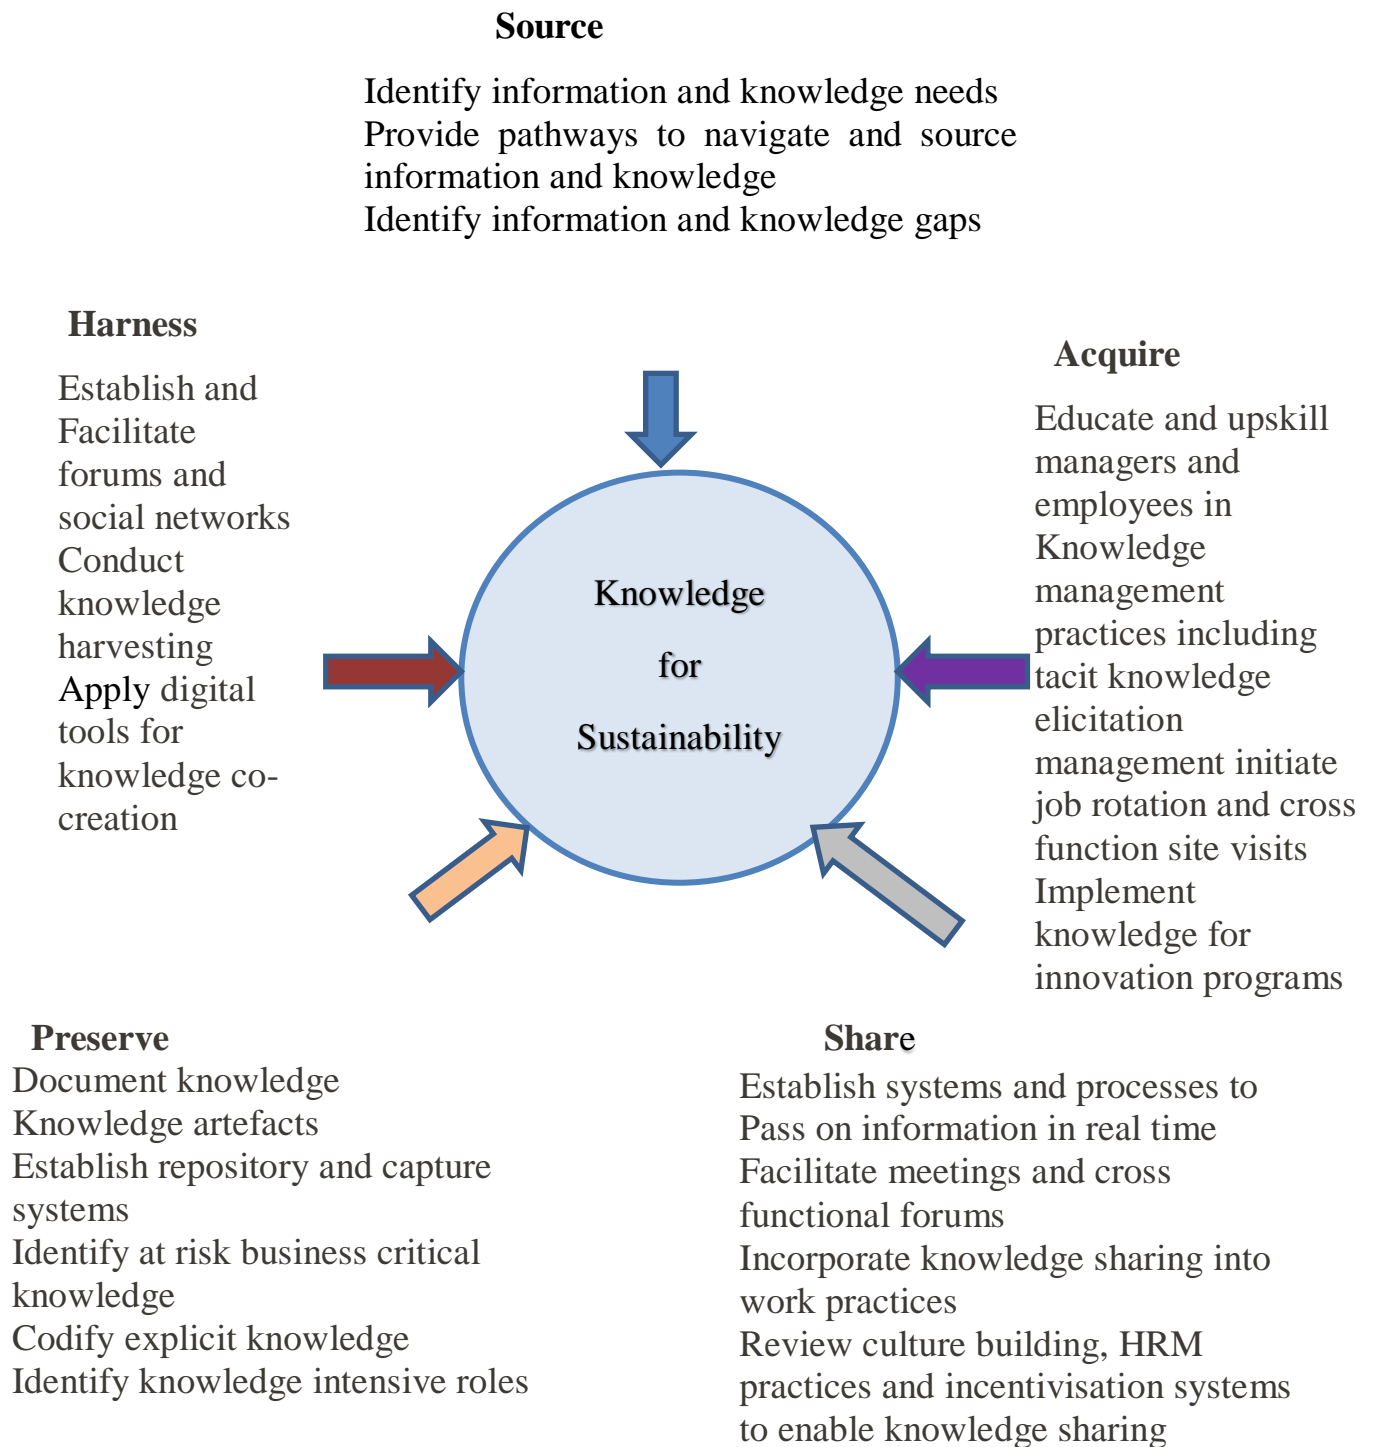 Source
Identify information and knowledge needs
Provide pathways to navigate and source
information and knowledge
Identify information and knowledge gaps
Harness
Establish and
Facilitate
forums and
social networks
Conduct
knowledge
harvesting
Apply digital
tools for
knowledge co-
creation
Knowledge
for
Sustainability
Acquire
Educate and upskill
managers and
employees in
Knowledge
management
practices including
tacit knowledge
elicitation
management initiate
job rotation and cross
function site visits
Implement
knowledge for
innovation programs
Preserve
Document knowledge
Knowledge artefacts
Establish repository and capture
systems
Identify at risk business critical
knowledge
Codify explicit knowledge
Identify knowledge intensive roles
Share
Establish systems and processes to
Pass on information in real time
Facilitate meetings and cross
functional forums
Incorporate knowledge sharing into
work practices
Review culture building, HRM
practices and incentivisation systems
to enable knowledge sharing